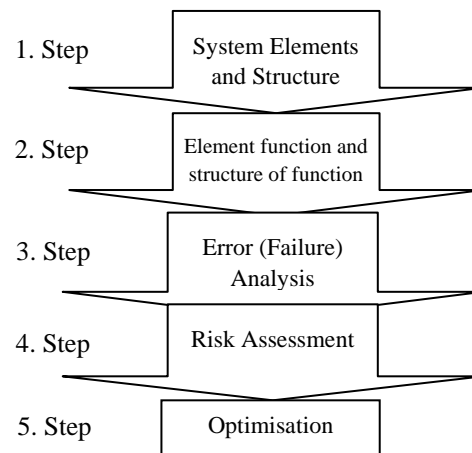 1. Step
System Elements
and Structure
2. Step
Element function and
structure of function
3. Step
Error (Failure)
Analysis
4. Step
Risk Assessment
5. Step
Optimisation